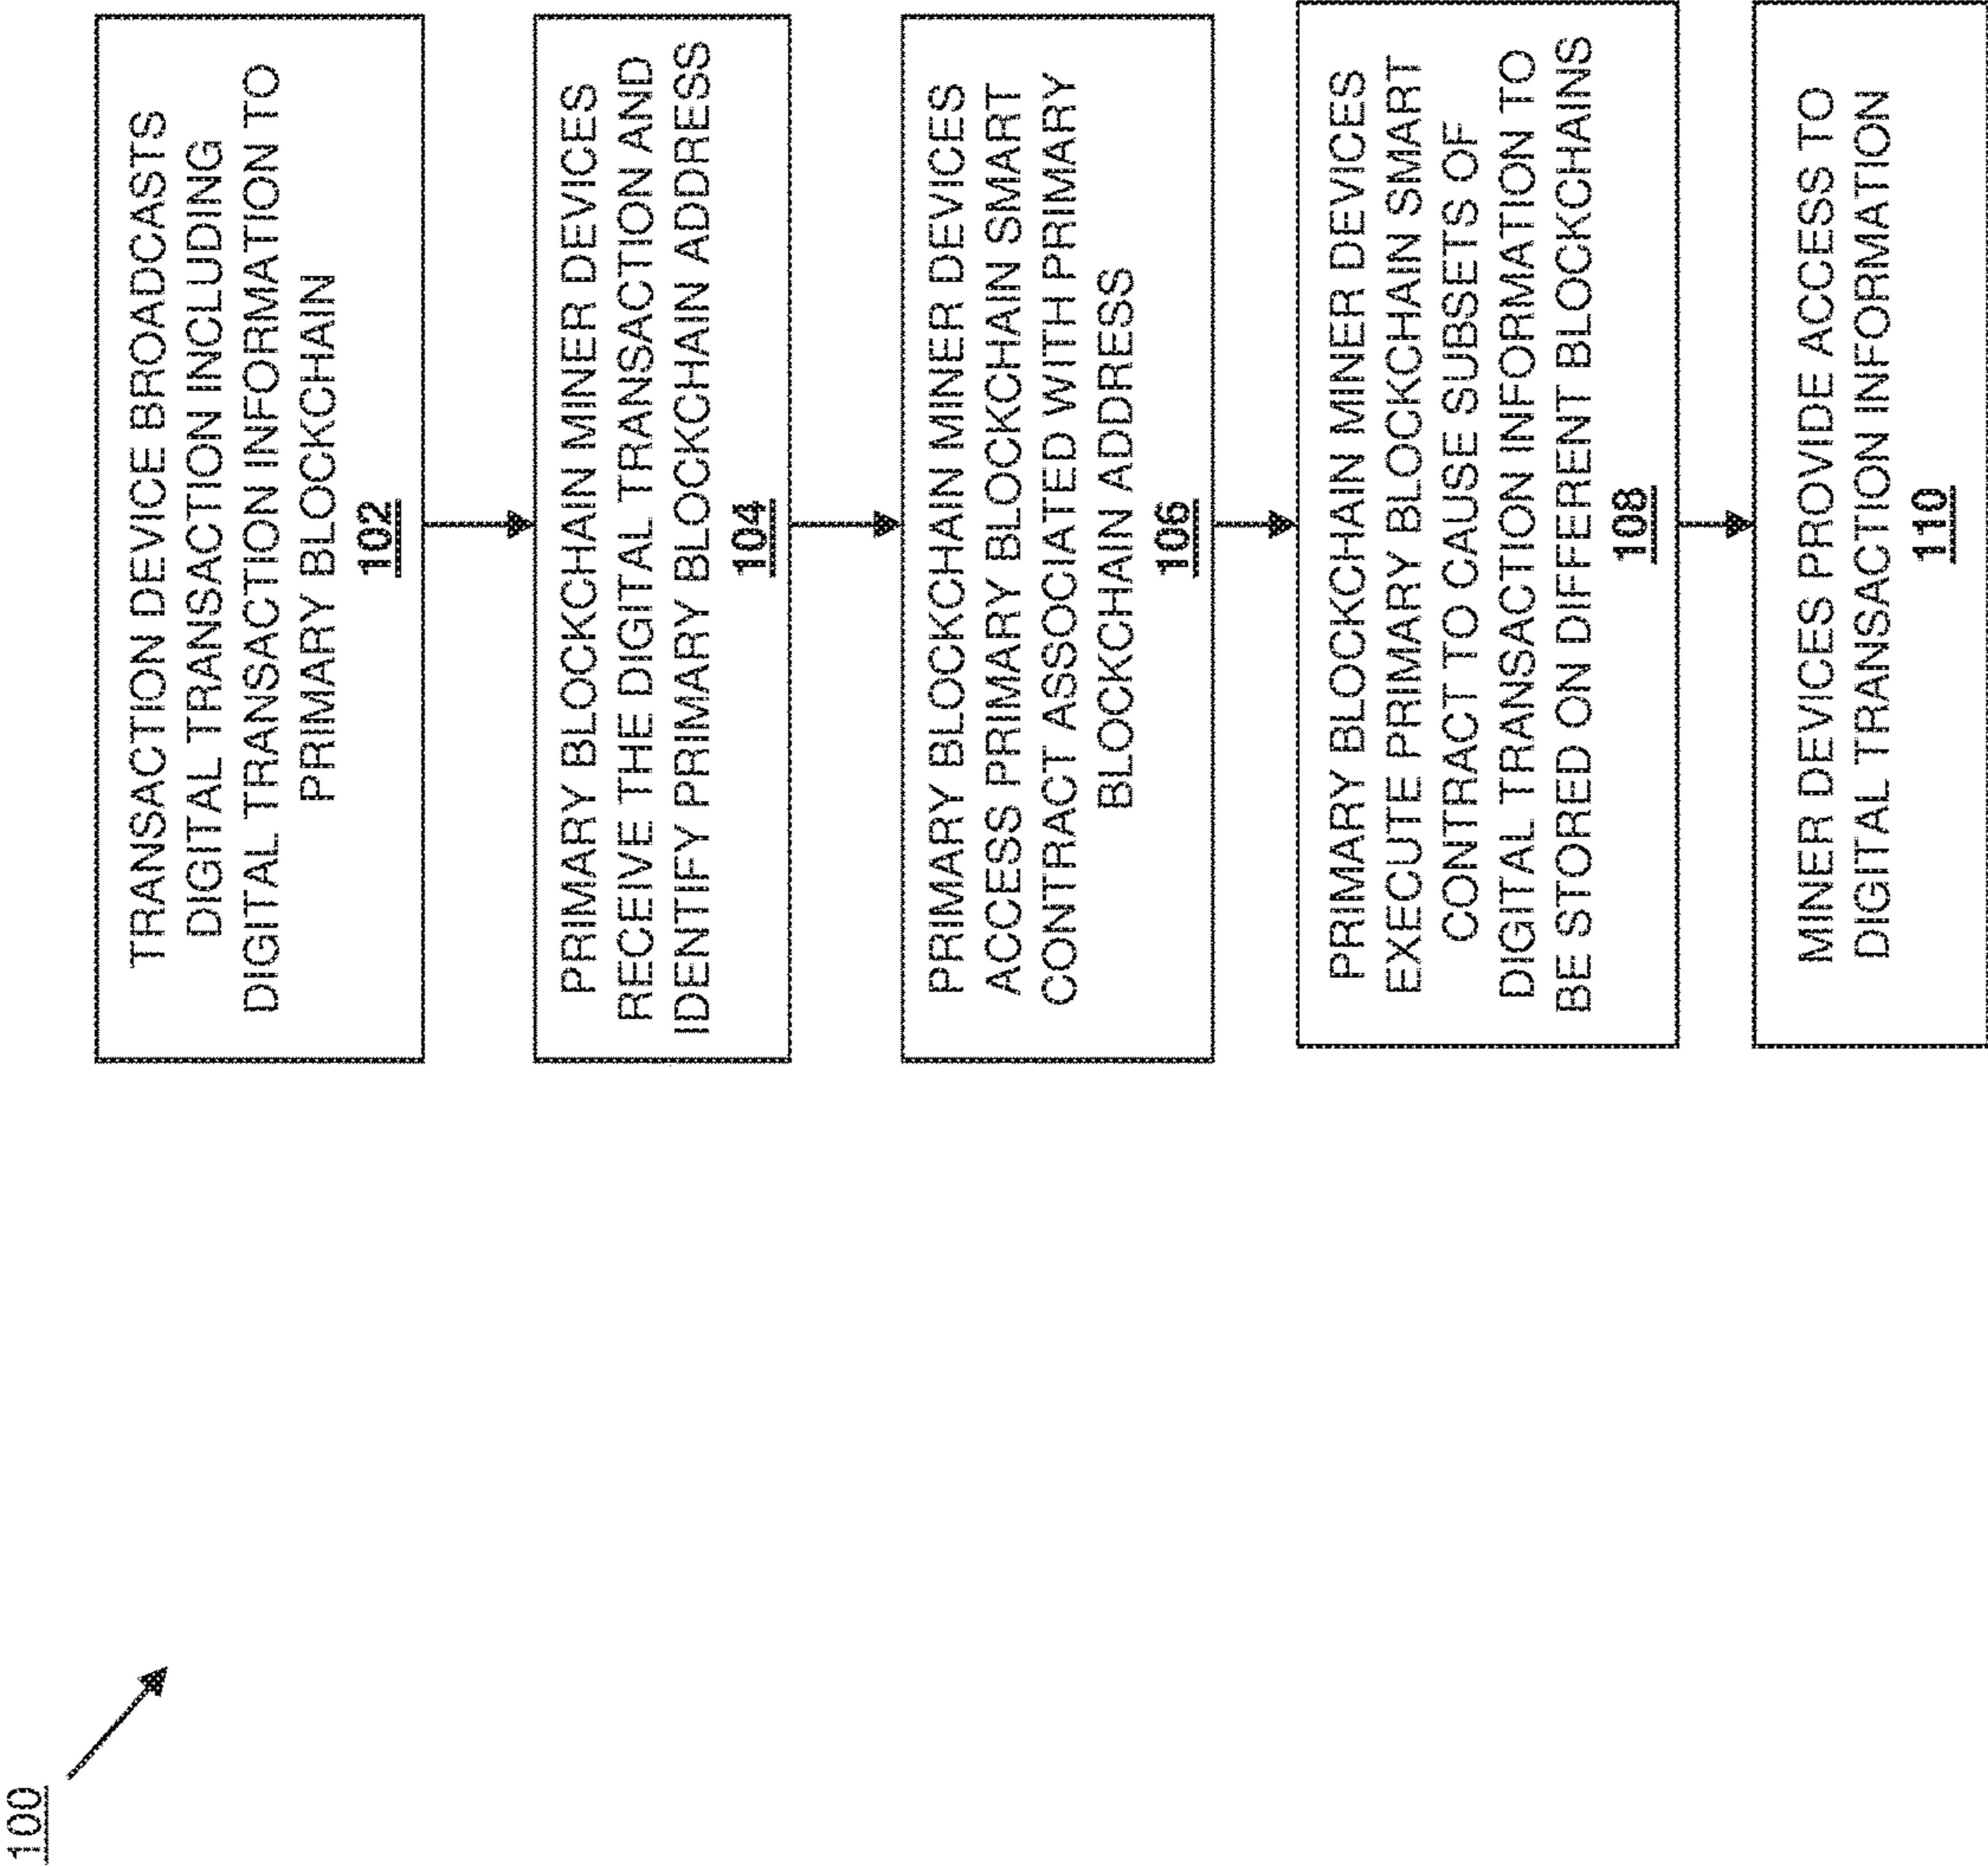 100
TRANSACTION DEVICE BROADCASTS
DIGITAL TRANSACTION INCLUDING
DIGITAL TRANSACTION INFORMATION TO
PRIMARY BLOCKCHAIN
102
PRIMARY BLOCKCHAIN MINER DEVICES
RECEIVE THE DIGITAL TRANSACTION AND
IDENTIFY PRIMARY BLOCKCHAIN ADDRESS
104
PRIMARY BLOCKCHAIN MINER DEVICES
ACCESS PRIMARY BLOCKCHAIN SMART
CONTRACT ASSOCIATED WITH PRIMARY
BLOCKCHAIN ADDRESS
106
PRIMARY BLOCKCHAIN MINER DEVICES
EXECUTE PRIMARY BLOCKCHAIN SMART
CONTRACT TO CAUSE SUBSETS OF
DIGITAL TRANSACTION INFORMATION TO
BE STORED ON DIFFERENT BLOCKCHAINS
108
MINER DEVICES PROVIDE ACCESS TO
DIGITAL TRANSACTION INFORMATION
110